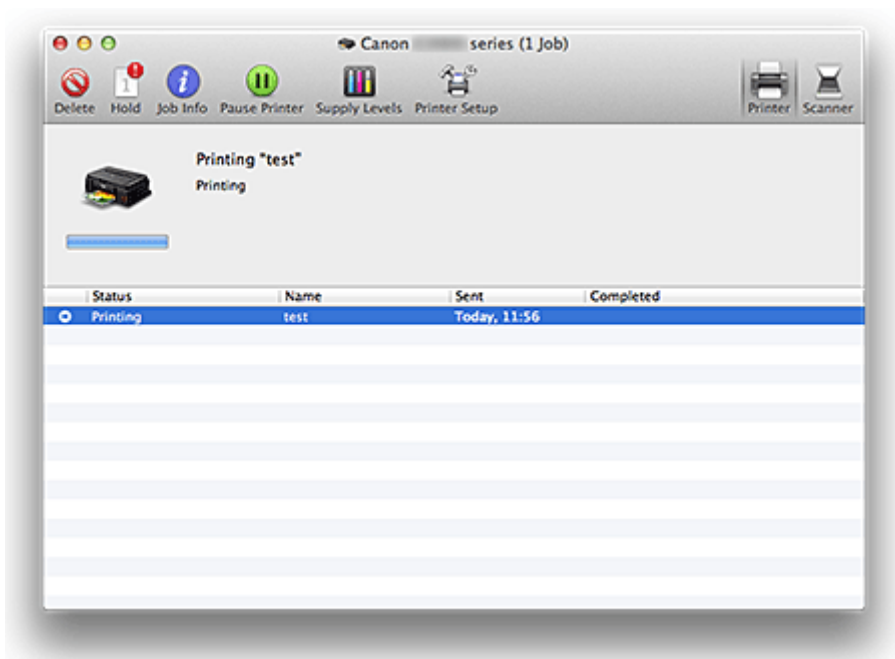 Canon series (1 Job)
Delete Hold Job Info Pause Printer Supply Levels Printer Setup Printer Scanner
Printing "test"
Printing
Status Name Sent Completed
Printing test Today, 11:56